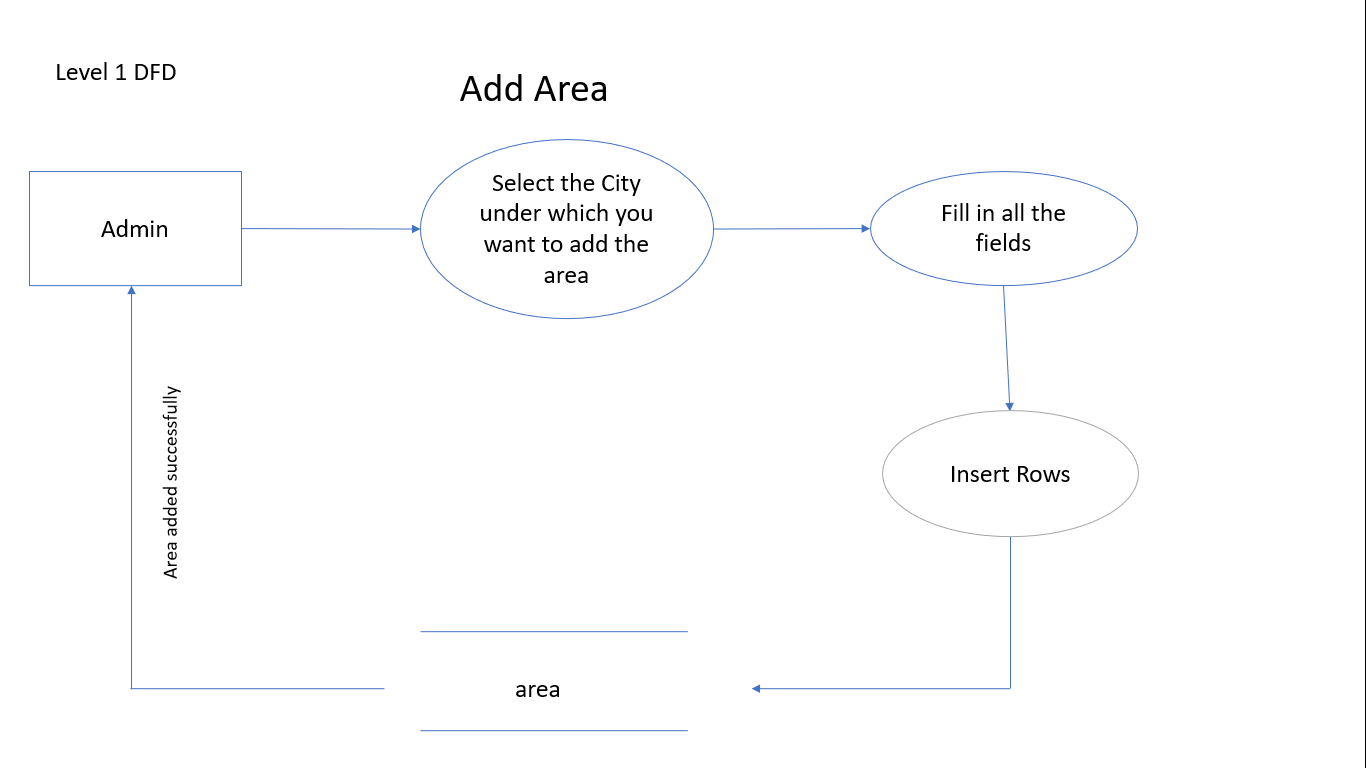 Level 1 DFD
Add Area
Admin
Select the City
under which you
want to add the
area
Fill in all the
fields
Insert Rows
Area added successfully
area